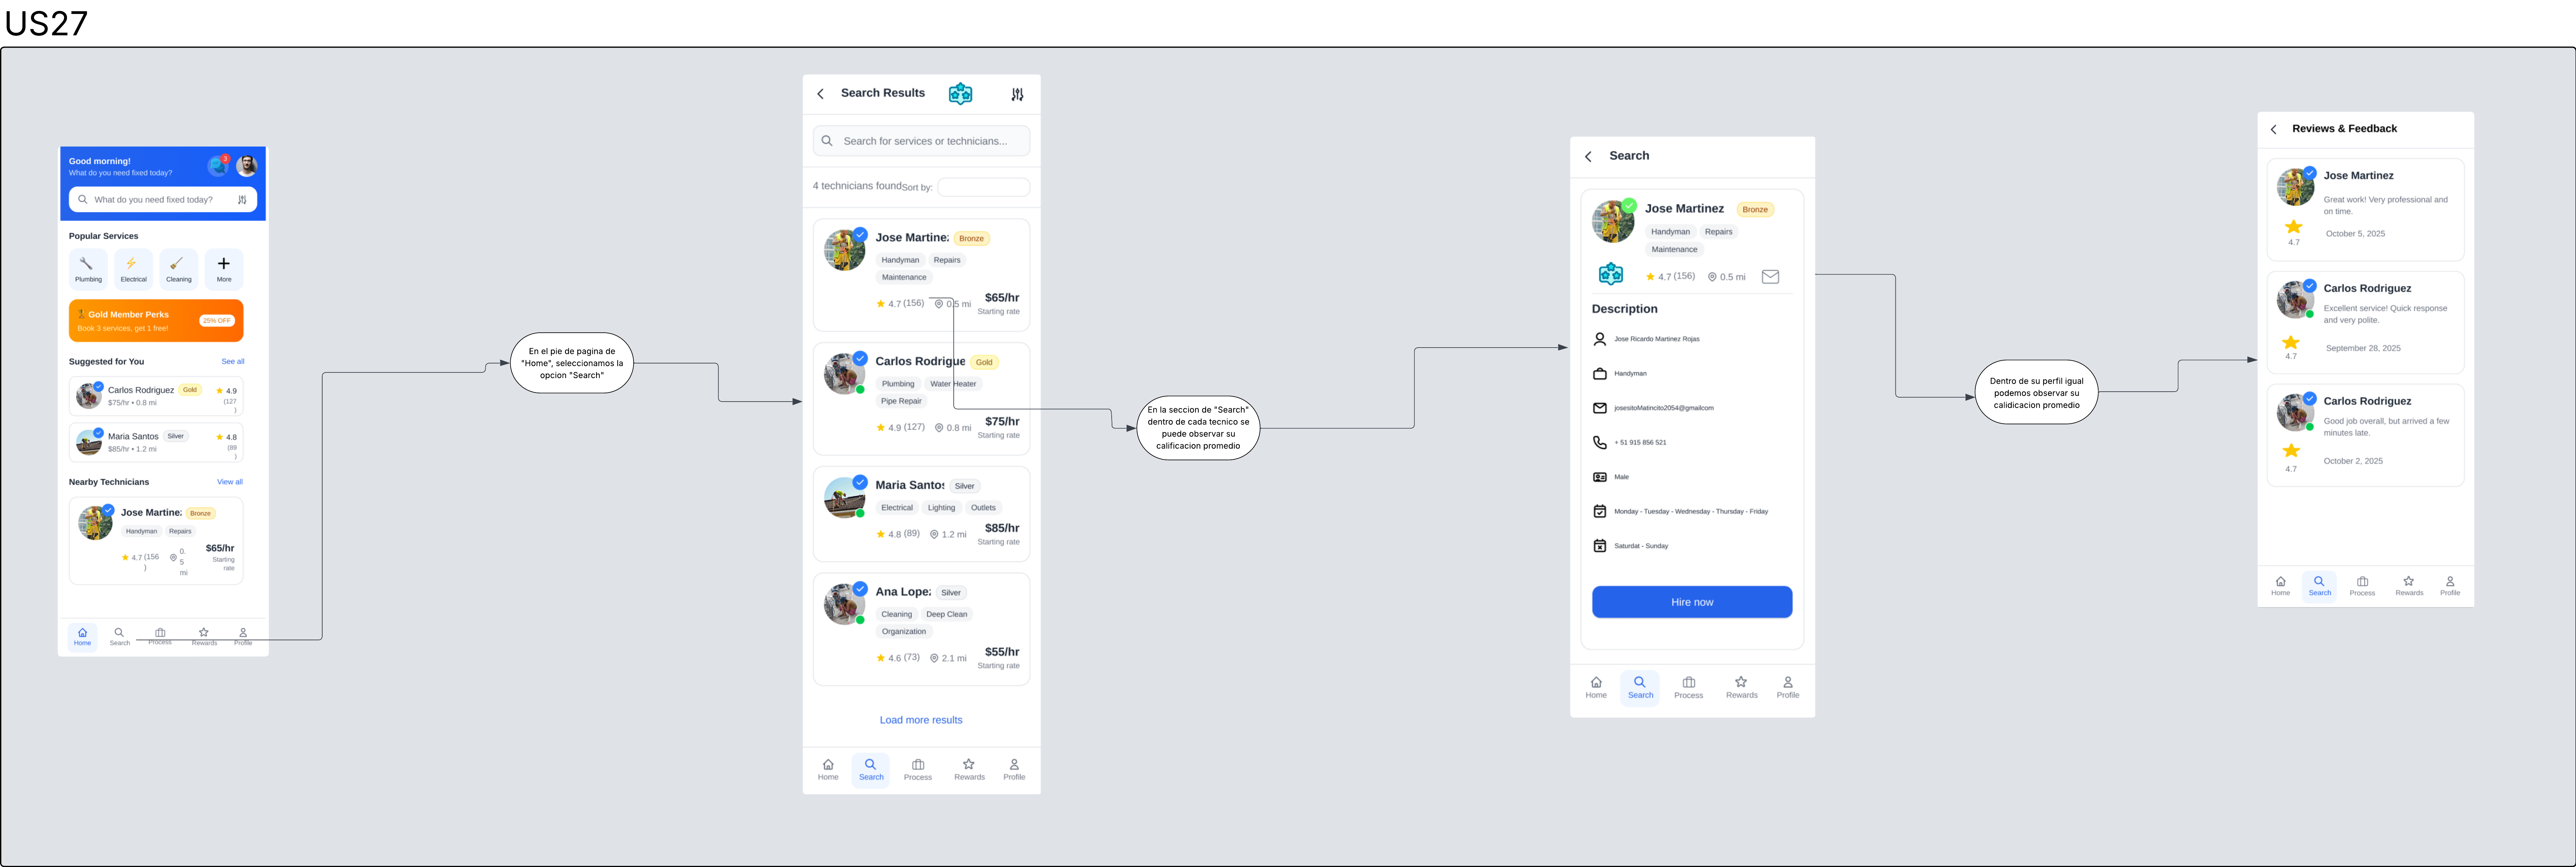 US27
Good morning!
What do you need fixed today?
3
What do you need fixed today?
Popular Services
Plumbing
Electrical
Cleaning
More
Gold Member Perks
Book 3 services, get 1 free!
25% OFF
Suggested for You
See all
Carlos Rodriguez
Gold
4.9
$75/hr • 0.8 mi
(127
)
Maria Santos
Silver
4.8
$85/hr • 1.2 mi
(89
)
Nearby Technicians
View all
Jose Martine
Bronze
Handyman
Repairs
4.7 (156
)
0.
5
mi
$65/hr
Starting
rate
Home
Search
Process
Rewards
Profile
En el pie de pagina de
"Home", seleccionamos la
opcion "Search"
Search Results
Search for services or technicians...
4 technicians found
Sort by:
Jose Martine
Bronze
Handyman
Repairs
Maintenance
4.7 (156)
0.5 mi
$65/hr
Starting rate
Carlos Rodrigue
Gold
Plumbing
Water Heater
Pipe Repair
4.9 (127)
0.8 mi
$75/hr
Starting rate
Maria Santos
Silver
Electrical
Lighting
Outlets
4.8 (89)
1.2 mi
$85/hr
Starting rate
Ana Lopez
Silver
Cleaning
Deep Clean
Organization
4.6 (73)
2.1 mi
$55/hr
Starting rate
Load more results
Home
Search
Process
Rewards
Profile
En la seccion de "Search"
dentro de cada tecnico se
puede observar su
calificacion promedio
Search
Jose Martinez
Bronze
Handyman
Repairs
Maintenance
4.7 (156)
0.5 mi
Description
Jose Ricardo Martinez Rojas
Handyman
josesitoMatincito2054@gmailcom
+ 51 915 856 521
Male
Monday - Tuesday - Wednesday - Thursday - Friday
Saturdat - Sunday
Hire now
Home
Search
Process
Rewards
Profile
Dentro de su perfil igual
podemos observar su
calidicacion promedio
Reviews & Feedback
Jose Martinez
Great work! Very professional and
on time.
4.7
October 5, 2025
Carlos Rodriguez
Excellent service! Quick response
and very polite.
4.7
September 28, 2025
Carlos Rodriguez
Good job overall, but arrived a few
minutes late.
4.7
October 2, 2025
Home
Search
Process
Rewards
Profile